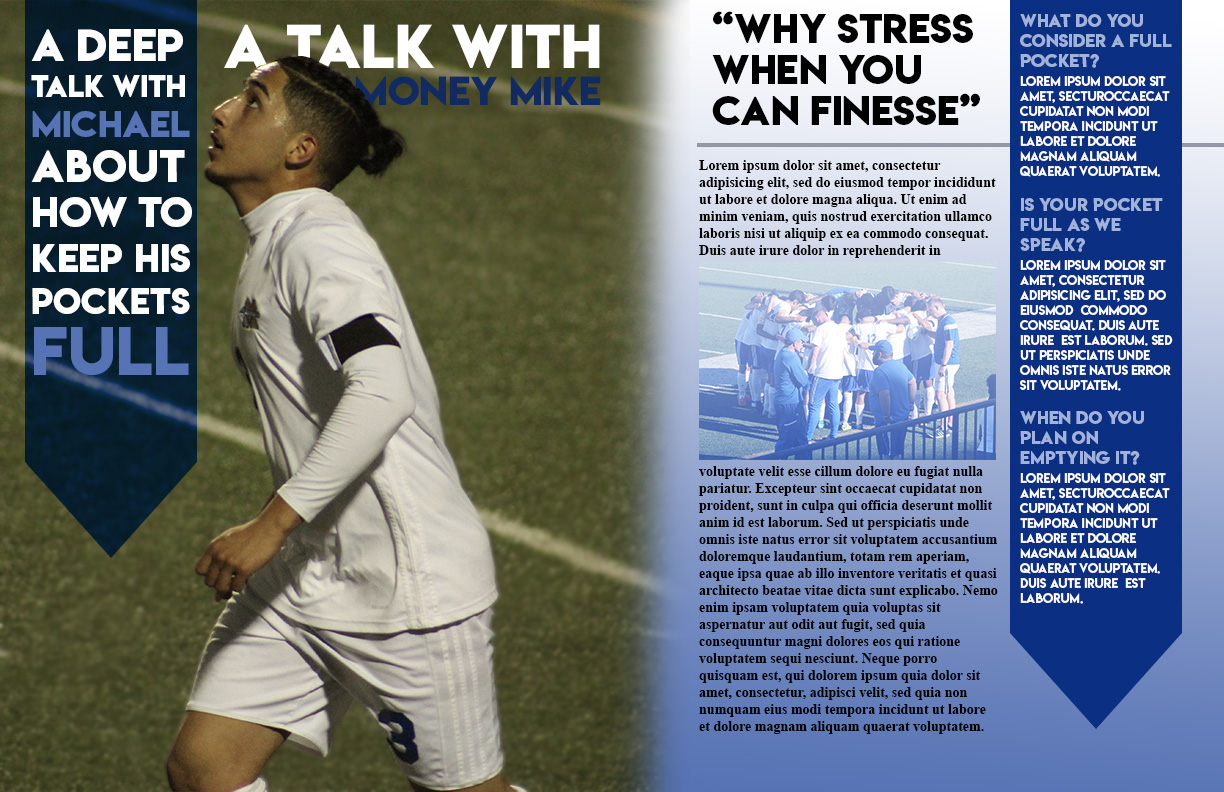 A DEEP
TALK WITH
MICHAEL
ABOUT
HOW TO
KEEP HIS
POCKETS
FULL
A TALK WITH
MONEY MIKE
3
“WHY STRESS
WHEN YOU
CAN FINESSE”
Lorem ipsum dolor sit amet, consectetur
adipisicing elit, sed do eiusmod tempor incididunt
ut labore et dolore magna aliqua. Ut enim ad
minim veniam, quis nostrud exercitation ullamco
laboris nisi ut aliquip ex ea commodo consequat.
Duis aute irure dolor in reprehenderit in
12
voluptate velit esse cillum dolore eu fugiat nulla
pariatur. Excepteur sint occaecat cupidatat non
proident, sunt in culpa qui officia deserunt mollit
anim id est laborum. Sed ut perspiciatis unde
omnis iste natus error sit voluptatem accusantium
doloremque laudantium, totam rem aperiam,
eaque ipsa quae ab illo inventore veritatis et quasi
architecto beatae vitae dicta sunt explicabo. Nemo
enim ipsam voluptatem quia voluptas sit
aspernatur aut odit aut fugit, sed quia
consequuntur magni dolores eos qui ratione
voluptatem sequi nesciunt. Neque porro
quisquam est, qui dolorem ipsum quia dolor sit
amet, consectetur, adipisci velit, sed quia non
numquam eius modi tempora incidunt ut labore
et dolore magnam aliquam quaerat voluptatem.
WHAT DO YOU
CONSIDER A FULL
POCKET?
LOREM IPSUM DOLOR SIT
AMET, SECTUROCCAECAT
CUPIDATAT NON MODI
TEMPORA INCIDUNT UT
LABORE ET DOLORE
MAGNAM ALIQUAM
QUAERAT VOLUPTATEM.
IS YOUR POCKET
FULL AS WE
SPEAK?
LOREM IPSUM DOLOR SIT
AMET, CONSECTETUR
ADIPISICING ELIT, SED DO
EIUSMOD COMMODO
CONSEQUAT. DUIS AUTE
IRURE EST LABORUM. SED
UT PERSPICIATIS UNDE
OMNIS ISTE NATUS ERROR
SIT VOLUPTATEM.
WHEN DO YOU
PLAN ON
EMPTYING IT?
LOREM IPSUM DOLOR SIT
AMET, SECTUROCCAECAT
CUPIDATAT NON MODI
TEMPORA INCIDUNT UT
LABORE ET DOLORE
MAGNAM ALIQUAM
QUAERAT VOLUPTATEM.
DUIS AUTE IRURE EST
LABORUM.